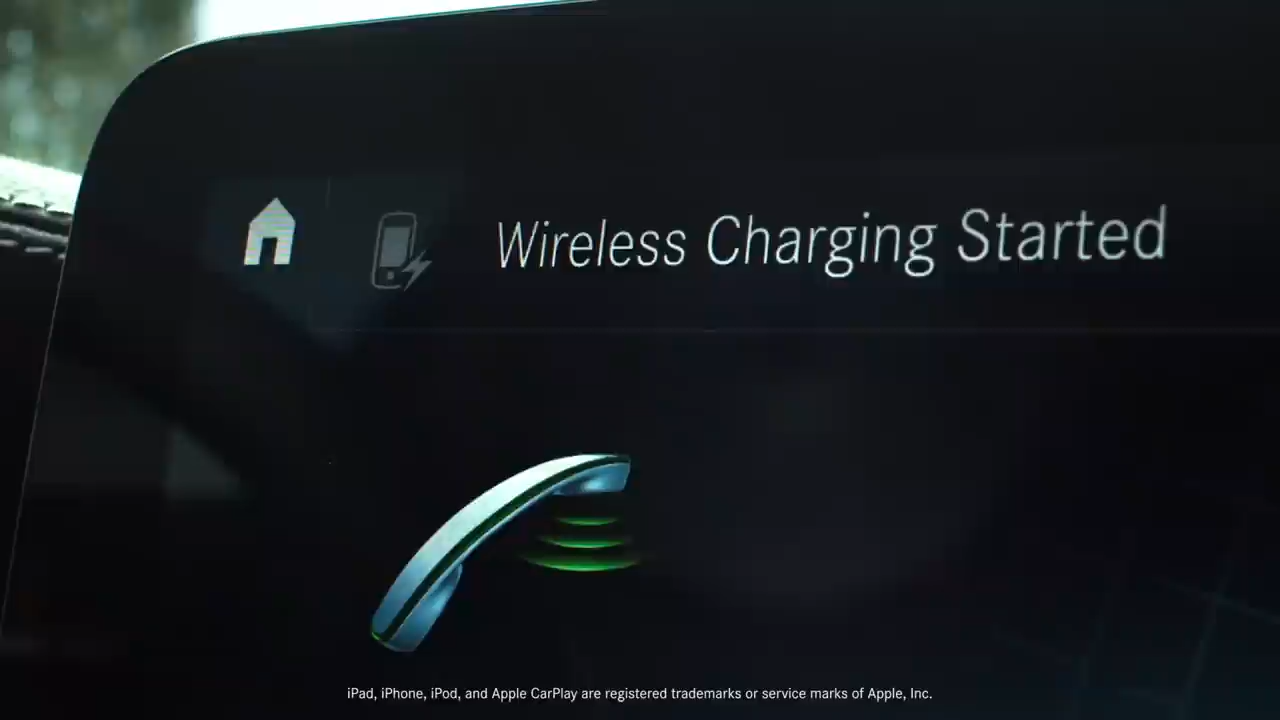 Wireless Charging Started
iPad, iPhone, iPod, and Apple CarPlay are registered trademarks or service marks of Apple, Inc.